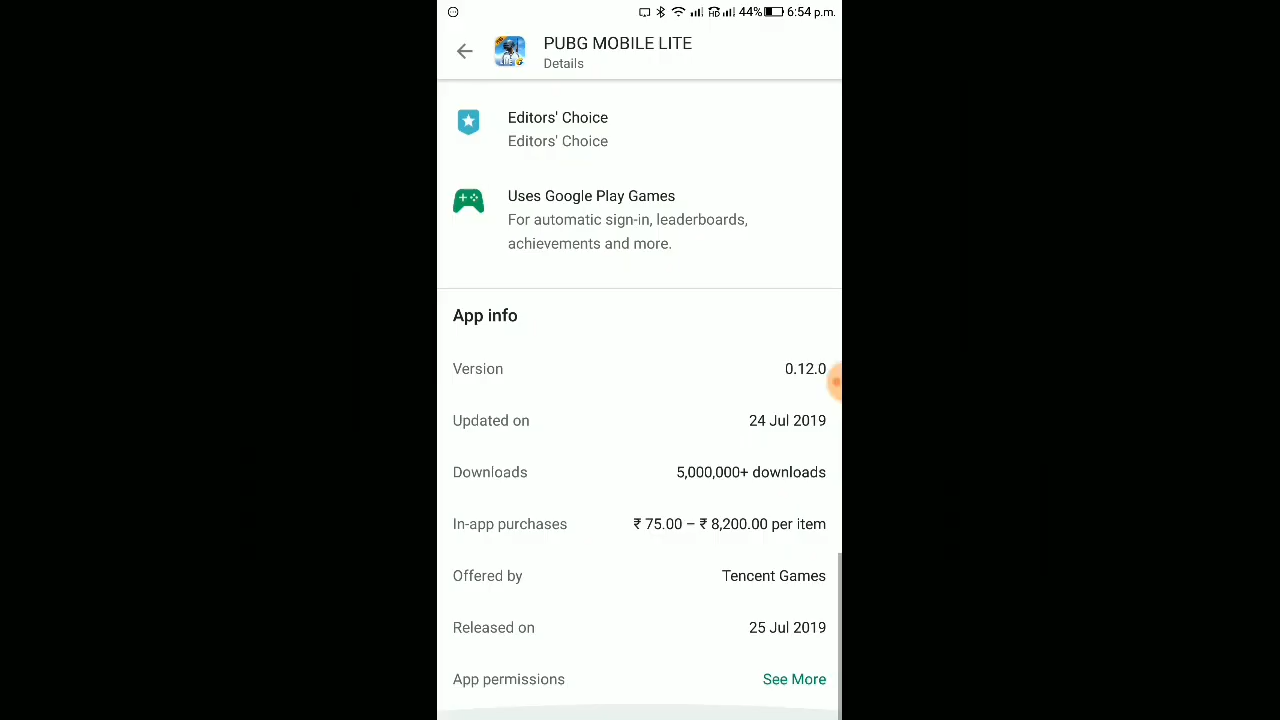 44% 6:54 p.m.
PUBG MOBILE LITE
Details
Editors' Choice
Editors' Choice
Uses Google Play Games
For automatic sign-in, leaderboards,
achievements and more.
App info
Version 0.12.0
Updated on 24 Jul 2019
Downloads 5,000,000+ downloads
In-app purchases ₹ 75.00 – ₹ 8,200.00 per item
Offered by Tencent Games
Released on 25 Jul 2019
App permissions See More